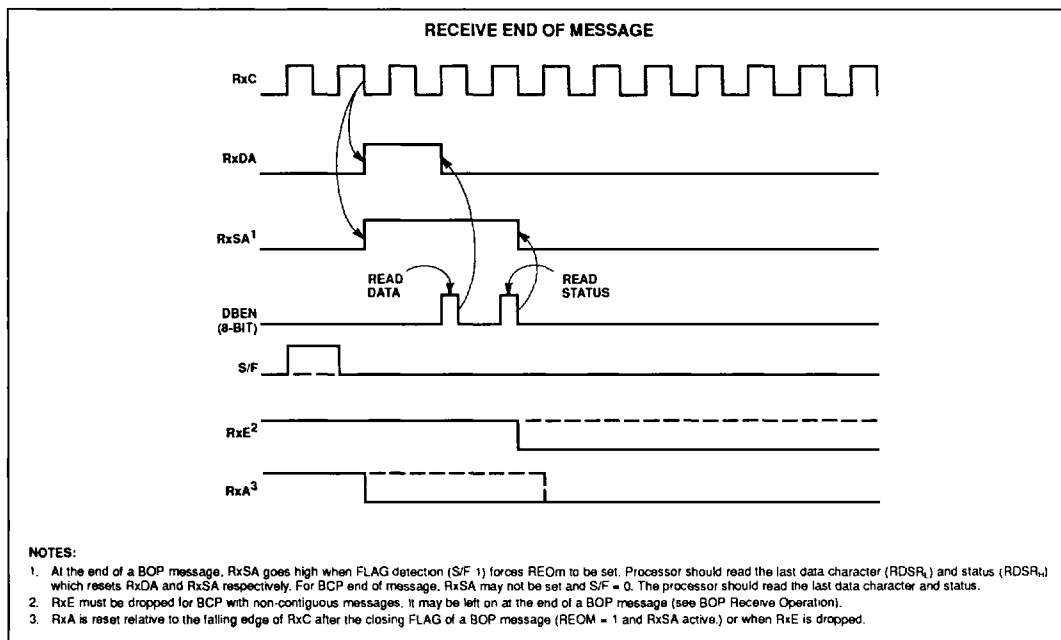 RECEIVE END OF MESSAGE
RxC
RxDA
RxSA¹
READ DATA
READ STATUS
DBEN
(8-BIT)
S/F
RxE²
RxA³
NOTES:
1. At the end of a BOP message, RxSA goes high when FLAG detection (S/F 1) forces REOm to be set. Processor should read the last data character (RDSR_L) and status (RDSR_H)
which resets RxDA and RxSA respectively. For BCP end of message, RxSA may not be set and S/F = 0. The processor should read the last data character and status.
2. RxE must be dropped for BCP with non-contiguous messages. It may be left on at the end of a BOP message (see BOP Receive Operation).
3. RxA is reset relative to the falling edge of RxC after the closing FLAG of a BOP message (REOM = 1 and RxSA active.) or when RxE is dropped.